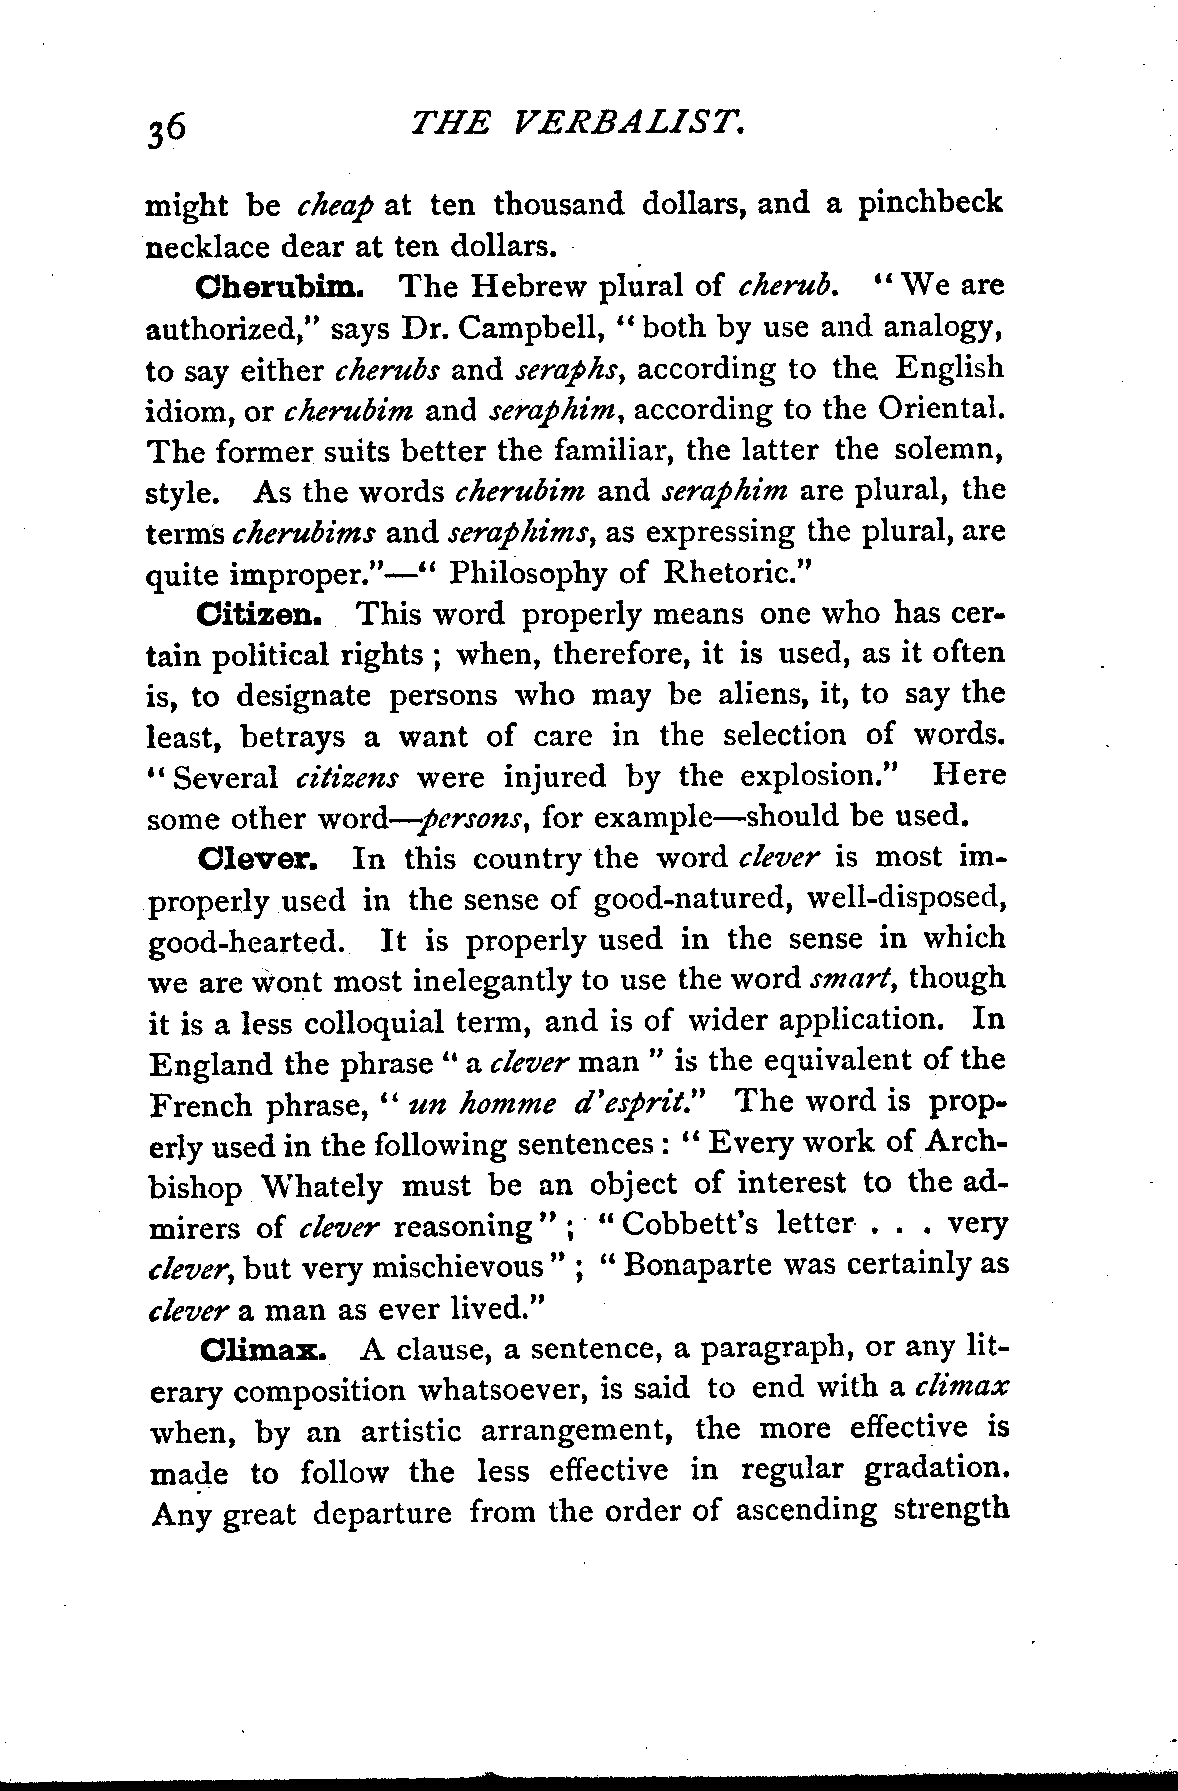 36 THE VERBALIST.
might be cheap at ten thousand dollars, and a pinchbeck
necklace dear at ten dollars.
Cherubim. The Hebrew plural of cherub. "We are
authorized," says Dr. Campbell, "both by use and analogy,
to say either cherubs and seraphs, according to the English
idiom, or cherubim and seraphim, according to the Oriental.
The former suits better the familiar, the latter the solemn,
style. As the words cherubim and seraphim are plural, the
terms cherubims and seraphims, as expressing the plural, are
quite improper."—" Philosophy of Rhetoric."
Citizen. This word properly means one who has cer-
tain political rights ; when, therefore, it is used, as it often
is, to designate persons who may be aliens, it, to say the
least, betrays a want of care in the selection of words.
"Several citizens were injured by the explosion." Here
some other word—persons, for example—should be used.
Clever. In this country the word clever is most im-
properly used in the sense of good-natured, well-disposed,
good-hearted. It is properly used in the sense in which
we are wont most inelegantly to use the word smart, though
it is a less colloquial term, and is of wider application. In
England the phrase " a clever man " is the equivalent of the
French phrase, " un homme d'esprit." The word is prop-
erly used in the following sentences : " Every work of Arch-
bishop Whately must be an object of interest to the ad-
mirers of clever reasoning " ; " Cobbett's letter . . . very
clever, but very mischievous " ; " Bonaparte was certainly as
clever a man as ever lived."
Climax. A clause, a sentence, a paragraph, or any lit-
erary composition whatsoever, is said to end with a climax
when, by an artistic arrangement, the more effective is
made to follow the less effective in regular gradation.
Any great departure from the order of ascending strength